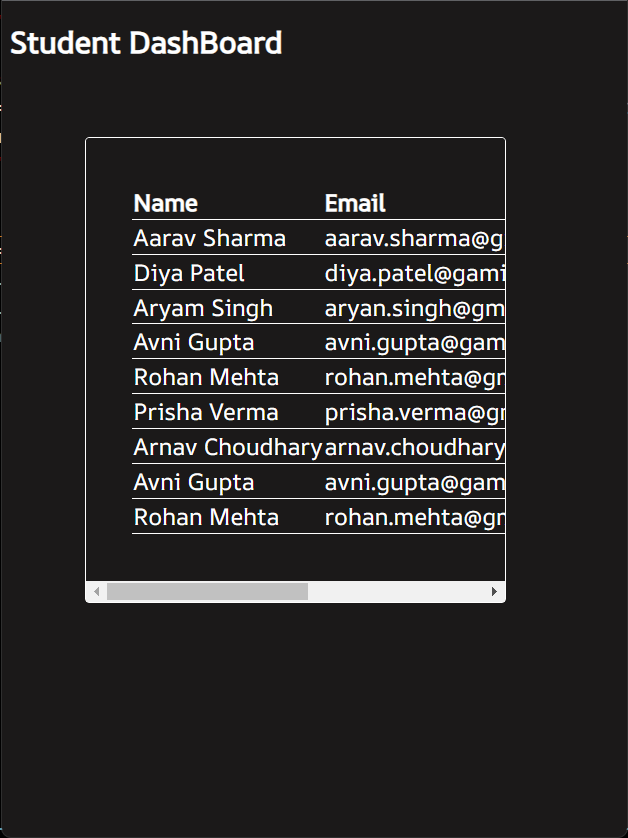 Student DashBoard
Name Email
Aarav Sharma aarav.sharma@g
Diya Patel diya.patel@gami
Aryam Singh aryan.singh@gm
Avni Gupta avni.gupta@gam
Rohan Mehta rohan.mehta@gr
Prisha Verma prisha.verma@gr
Arnav Choudhary arnav.choudhary
Avni Gupta avni.gupta@gam
Rohan Mehta rohan.mehta@gr